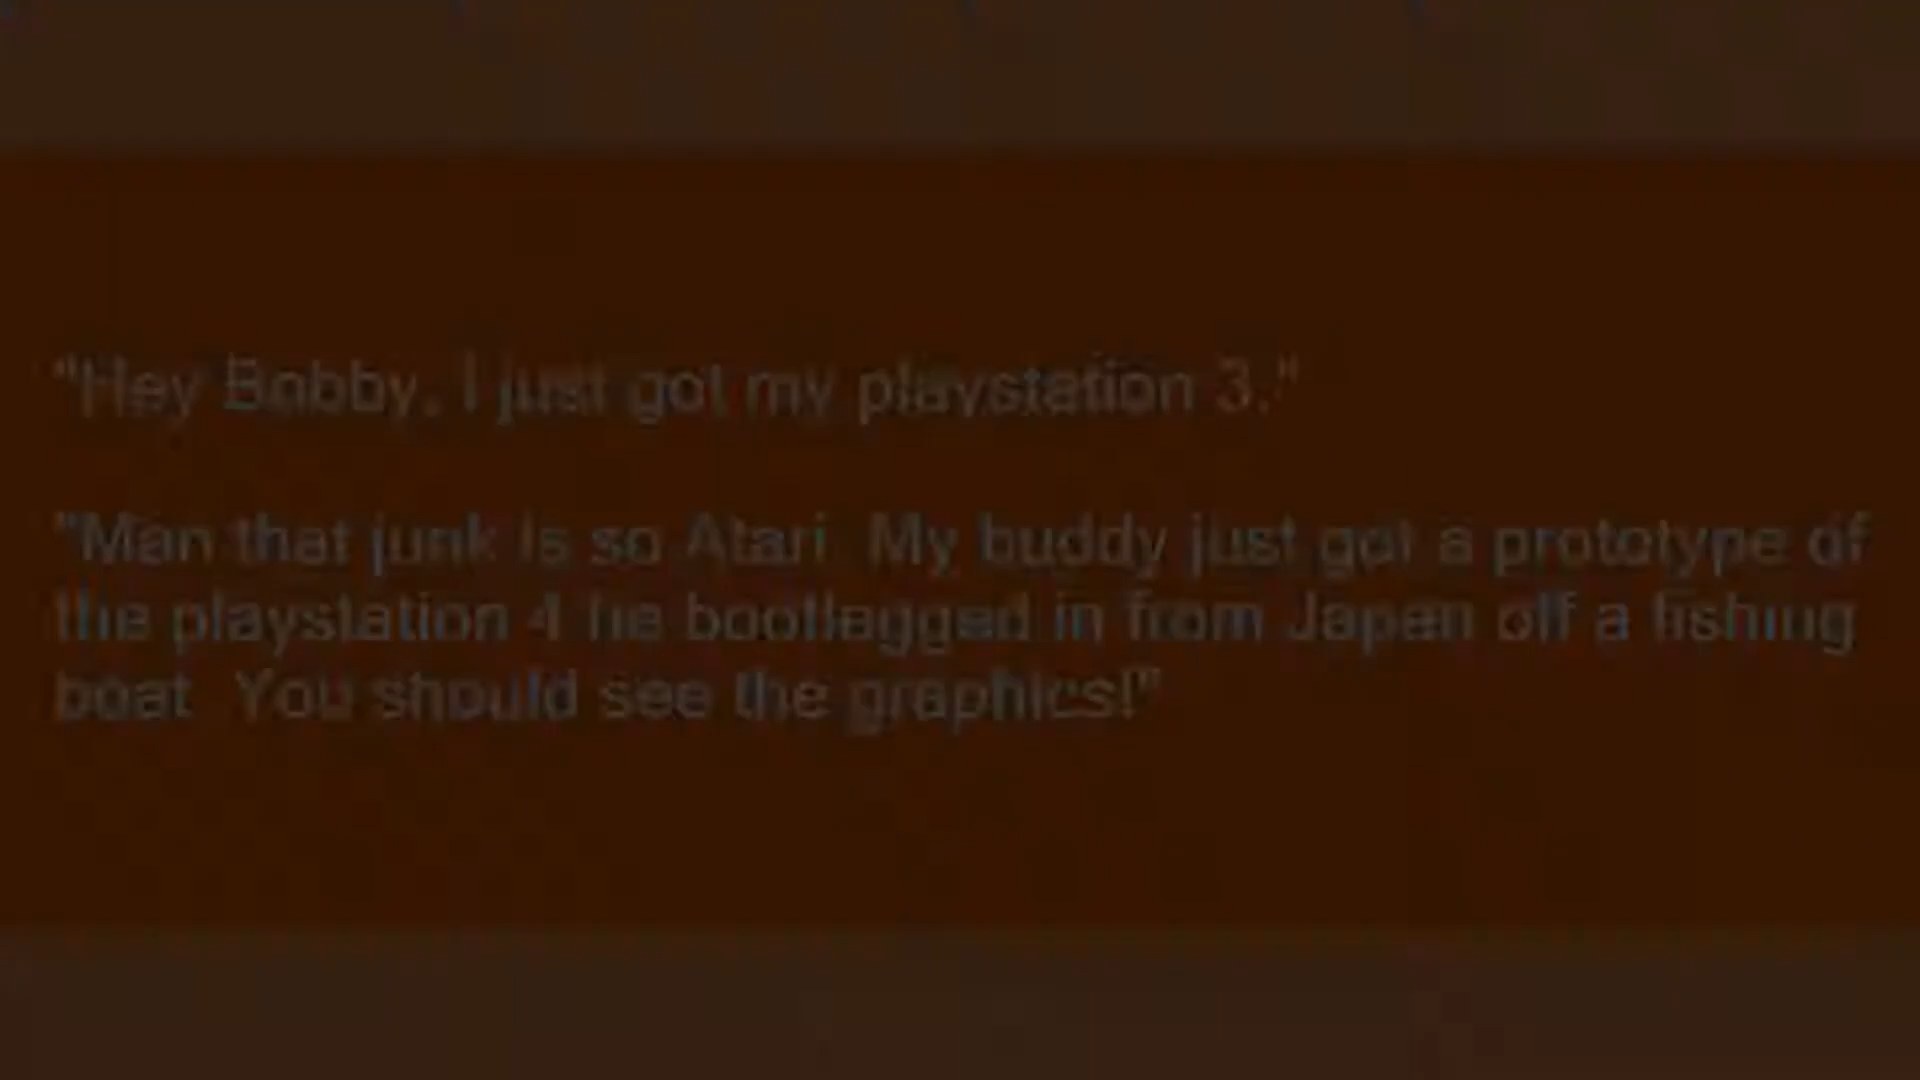 "Hey Bobby, I just got my playstation 3."
"Man that junk is so Atari. My buddy just got a prototype of
the playstation 4 he bootlegged in from Japan off a fishing
boat. You should see the graphics!"